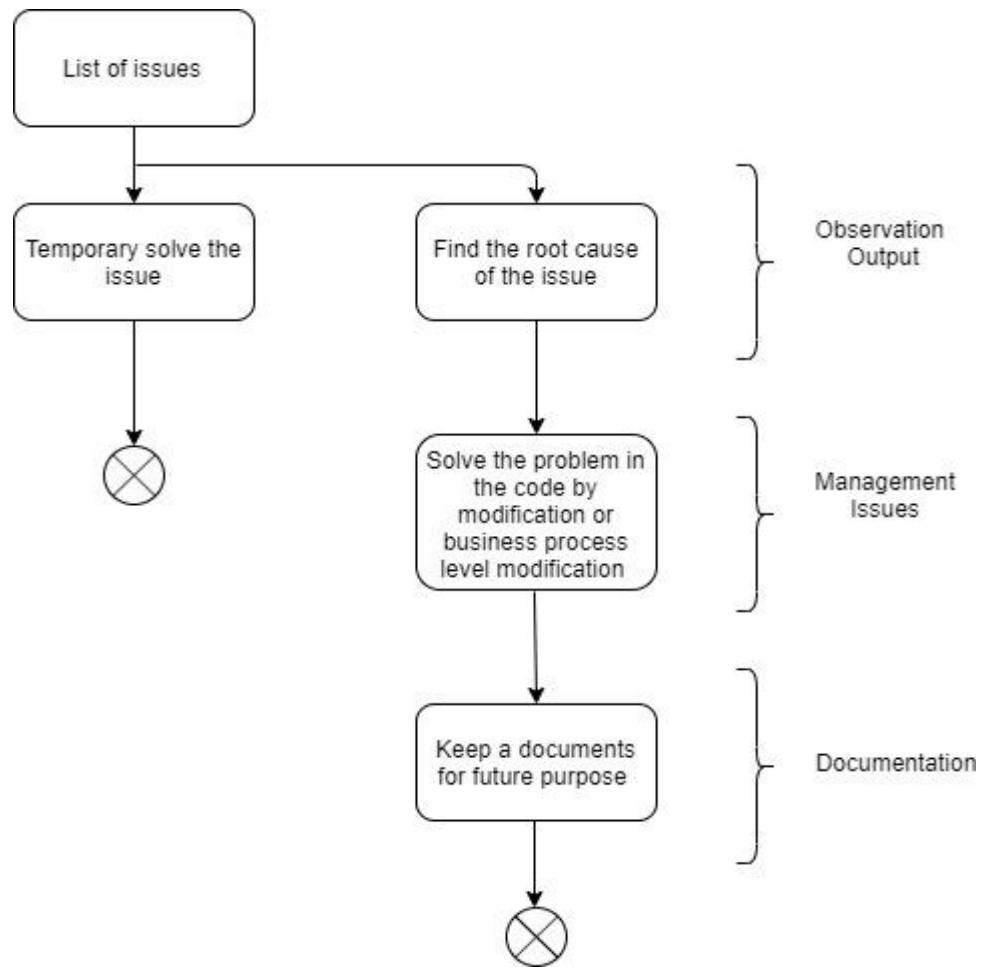 List of issues
Temporary solve the
issue
Find the root cause
of the issue
Observation
Output
Solve the problem in
the code by
modification or
business process
level modification
Management
Issues
Keep a documents
for future purpose
Documentation